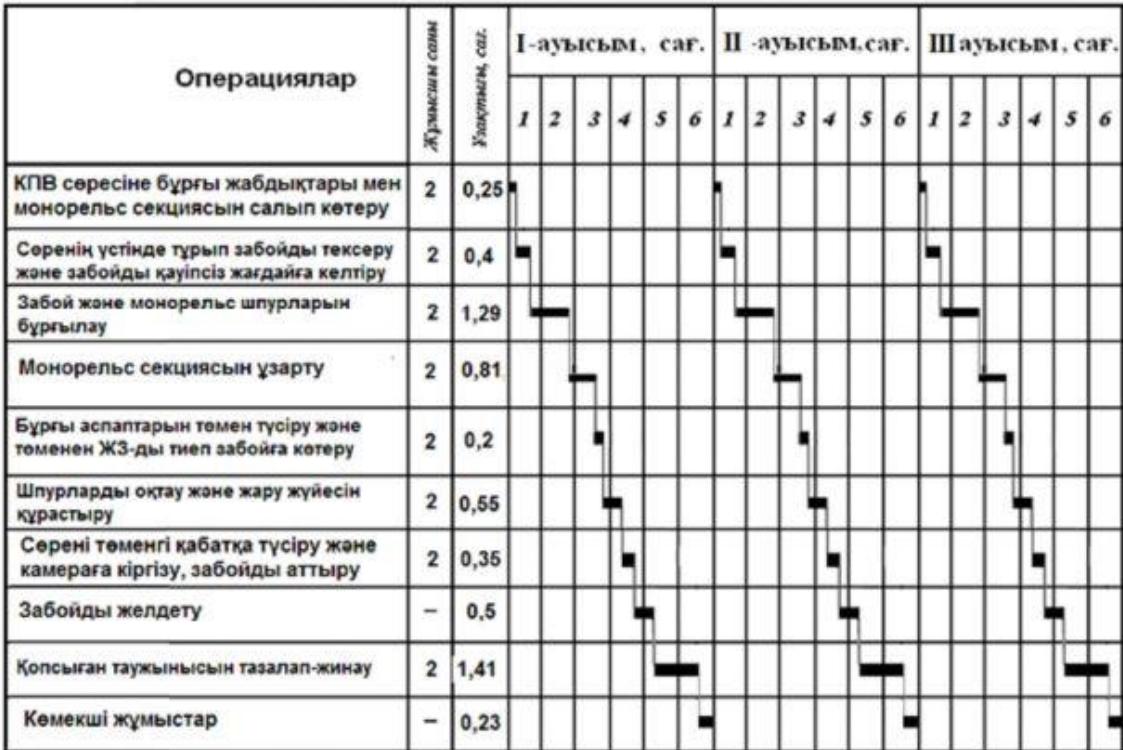 Операциялар
Жұмысшы саны
Ұзақтығы, сағ.
I-ауысым, сағ.
II -ауысым.сағ.
III ауысым, сағ.
1 2 3 4 5 6 1 2 3 4 5 6 1 2 3 4 5 6
КПВ сөресіне бұрғы жабдықтары мен
монорельс секциясын салып көтеру
2 0,25
Сөренің үстінде тұрып забойды тексеру
және забойды қауіпсіз жағдайға келтіру
2 0,4
Забой және монорельс шпурларын
бұрғылау
2 1,29
Монорельс секциясын ұзарту
2 0,81
Бұрғы аспаптарын төмен түсіру және
төменен ЖЗ-ды тиеп забойға көтеру
2 0,2
Шпурларды оқтау және жару жүйесін
құрастыру
2 0,55
Сөрені төменгі қабатқа түсіру және
камераға кіргізу, забойды аттыру
2 0,35
Забойды желдету
– 0,5
Қопсыған таужынысын тазалап-жинау
2 1,41
Көмекші жұмыстар
– 0,23